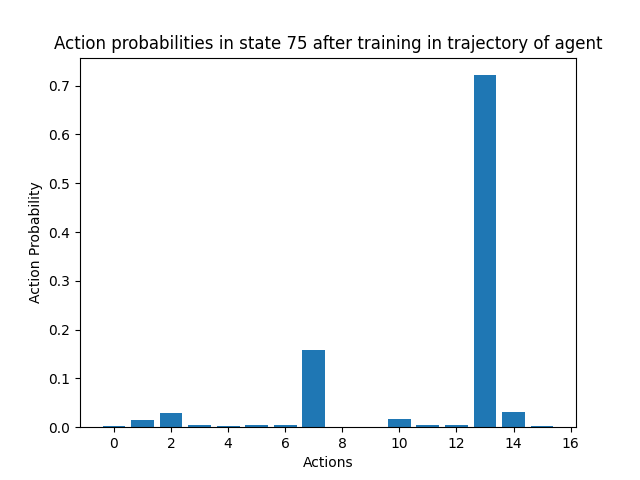 Action probabilities in state 75 after training in trajectory of agent
Action Probability
0.7
0.6
0.5
0.4
0.3
0.2
0.1
0.0
0 2 4 6 8 10 12 14 16
Actions